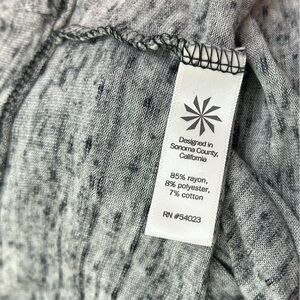 Designed in
Sonoma County,
California
85% rayon,
8% polyester,
7% cotton
RN #54023